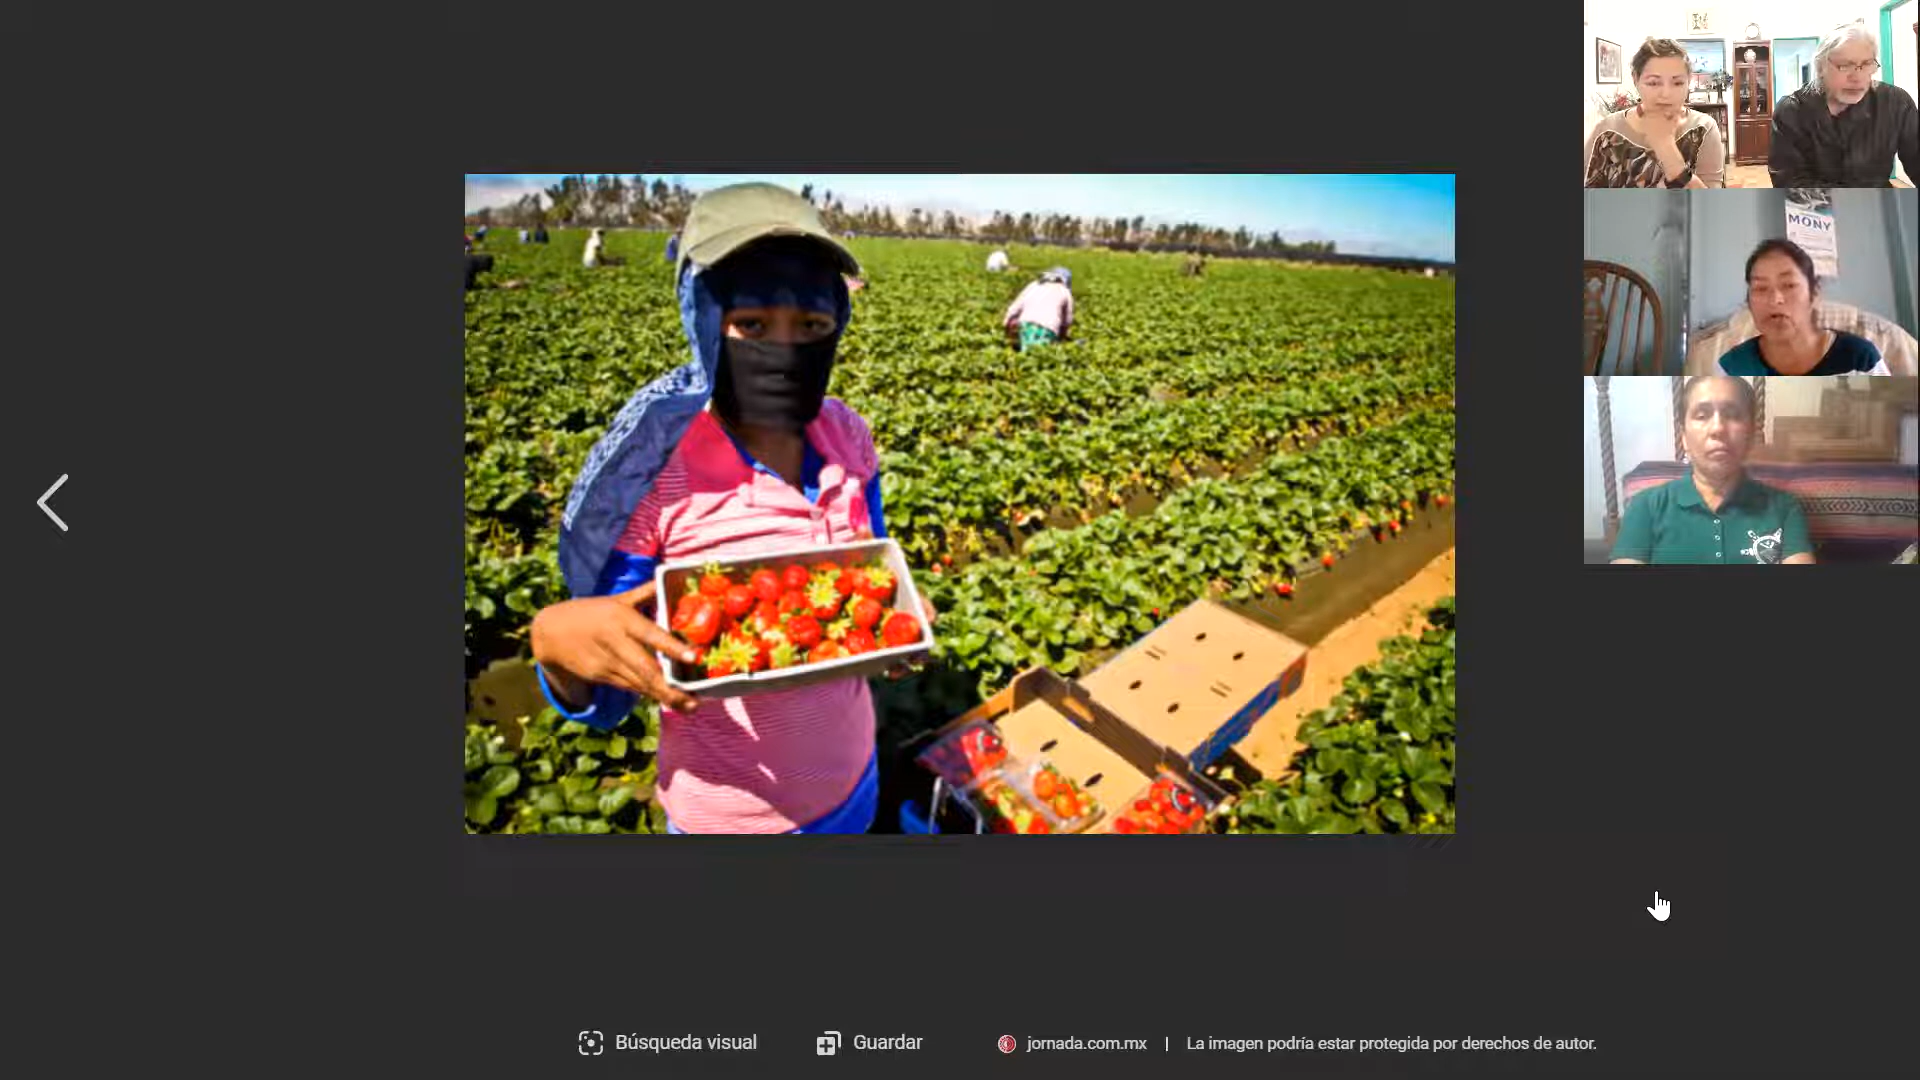 MONY
Búsqueda visual
Guardar
jornada.com.mx | La imagen podría estar protegida por derechos de autor.